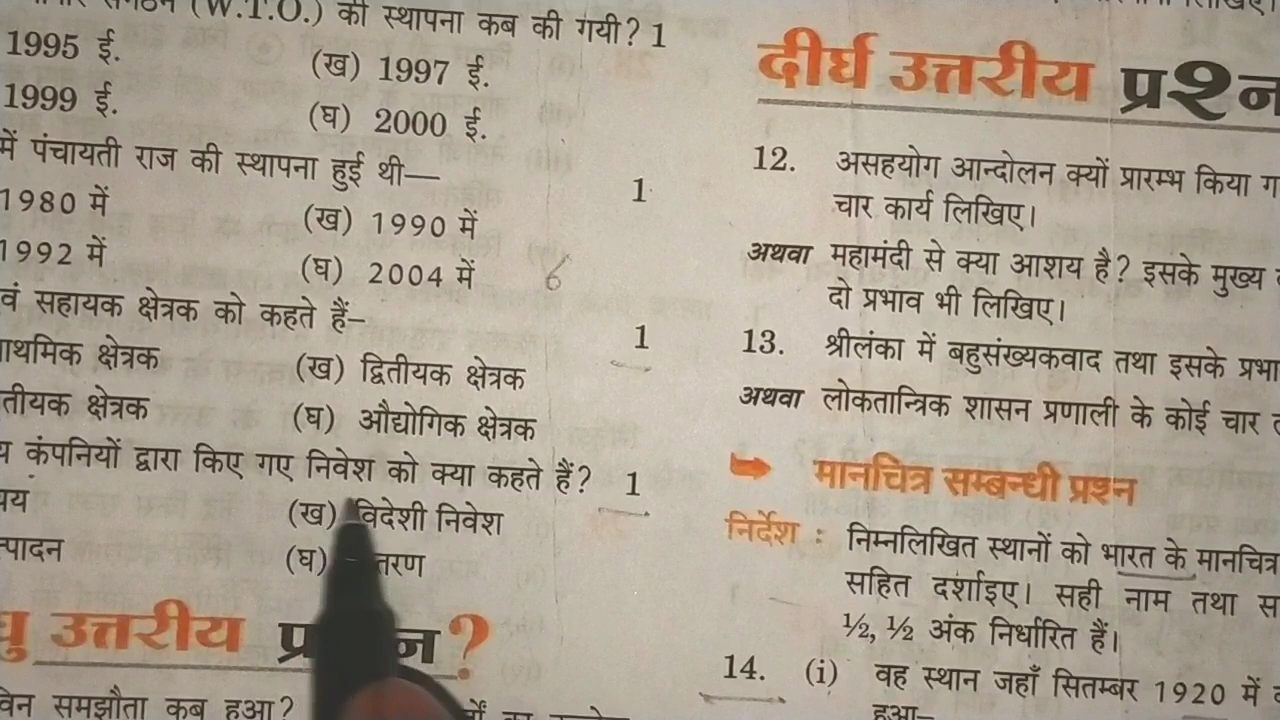 (W.T.O.) की स्थापना कब की गयी? 1
1995 ई.
(ख) 1997 ई.
1999 ई.
(घ) 2000 ई.
में पंचायती राज की स्थापना हुई थी— 1
1980 में
(ख) 1990 में
1992 में
(घ) 2004 में 6
वं सहायक क्षेत्रक को कहते हैं– 1
ाथमिक क्षेत्रक
(ख) द्वितीयक क्षेत्रक
तीयक क्षेत्रक
(घ) औद्योगिक क्षेत्रक
य कंपनियों द्वारा किए गए निवेश को क्या कहते हैं? 1
यय
(ख) विदेशी निवेश
त्पादन
(घ) तरण
घु उत्तरीय प्रश्न?
समझौता कब हुआ?
दीर्घ उत्तरीय प्रश्न
12. असहयोग आन्दोलन क्यों प्रारम्भ किया ग
चार कार्य लिखिए।
अथवा महामंदी से क्या आशय है? इसके मुख्य
दो प्रभाव भी लिखिए।
13. श्रीलंका में बहुसंख्यकवाद तथा इसके प्रभा
अथवा लोकतान्त्रिक शासन प्रणाली के कोई चार
मानचित्र सम्बन्धी प्रश्न
निर्देश : निम्नलिखित स्थानों को भारत के मानचित्र
सहित दर्शाइए। सही नाम तथा स
½, ½ अंक निर्धारित हैं।
14. (i) वह स्थान जहाँ सितम्बर 1920 में
हुआ–